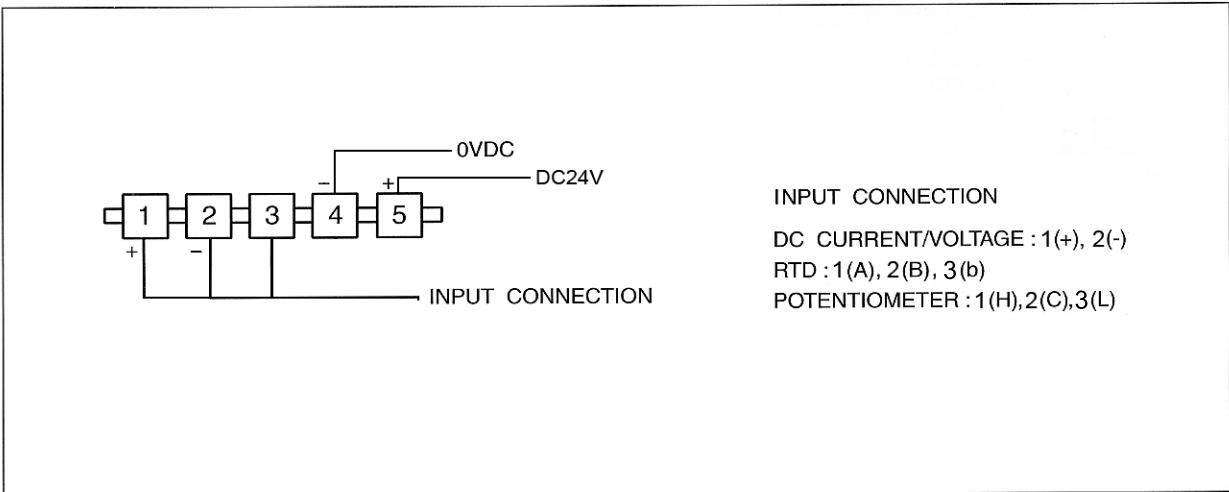 0VDC
− +
DC24V
1 2 3 4 5
+ −
INPUT CONNECTION
INPUT CONNECTION
DC CURRENT/VOLTAGE : 1(+), 2(-)
RTD : 1(A), 2(B), 3(b)
POTENTIOMETER : 1(H),2(C),3(L)